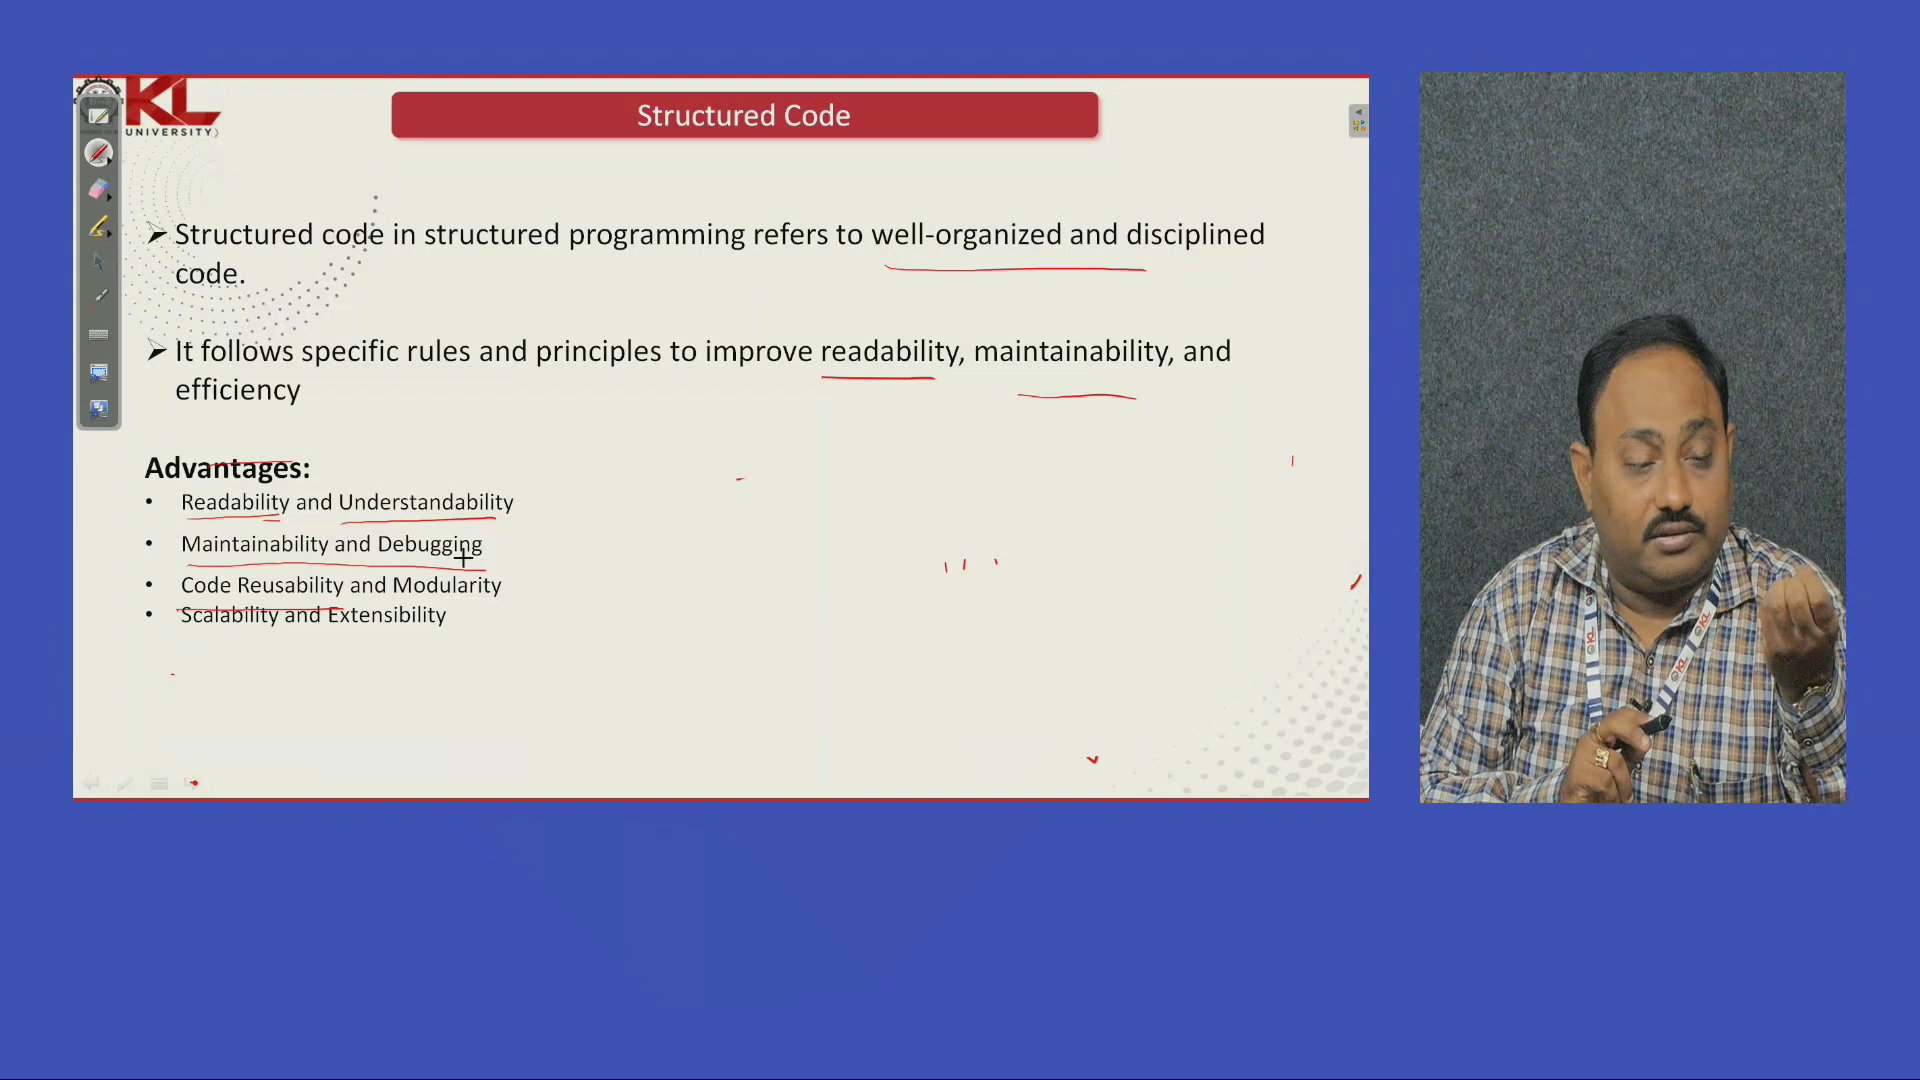 KL
UNIVERSITY)
Structured Code
Structured code in structured programming refers to well-organized and disciplined
code.
It follows specific rules and principles to improve readability, maintainability, and
efficiency
Advantages:
• Readability and Understandability
• Maintainability and Debugging
• Code Reusability and Modularity
• Scalability and Extensibility
KL
KL